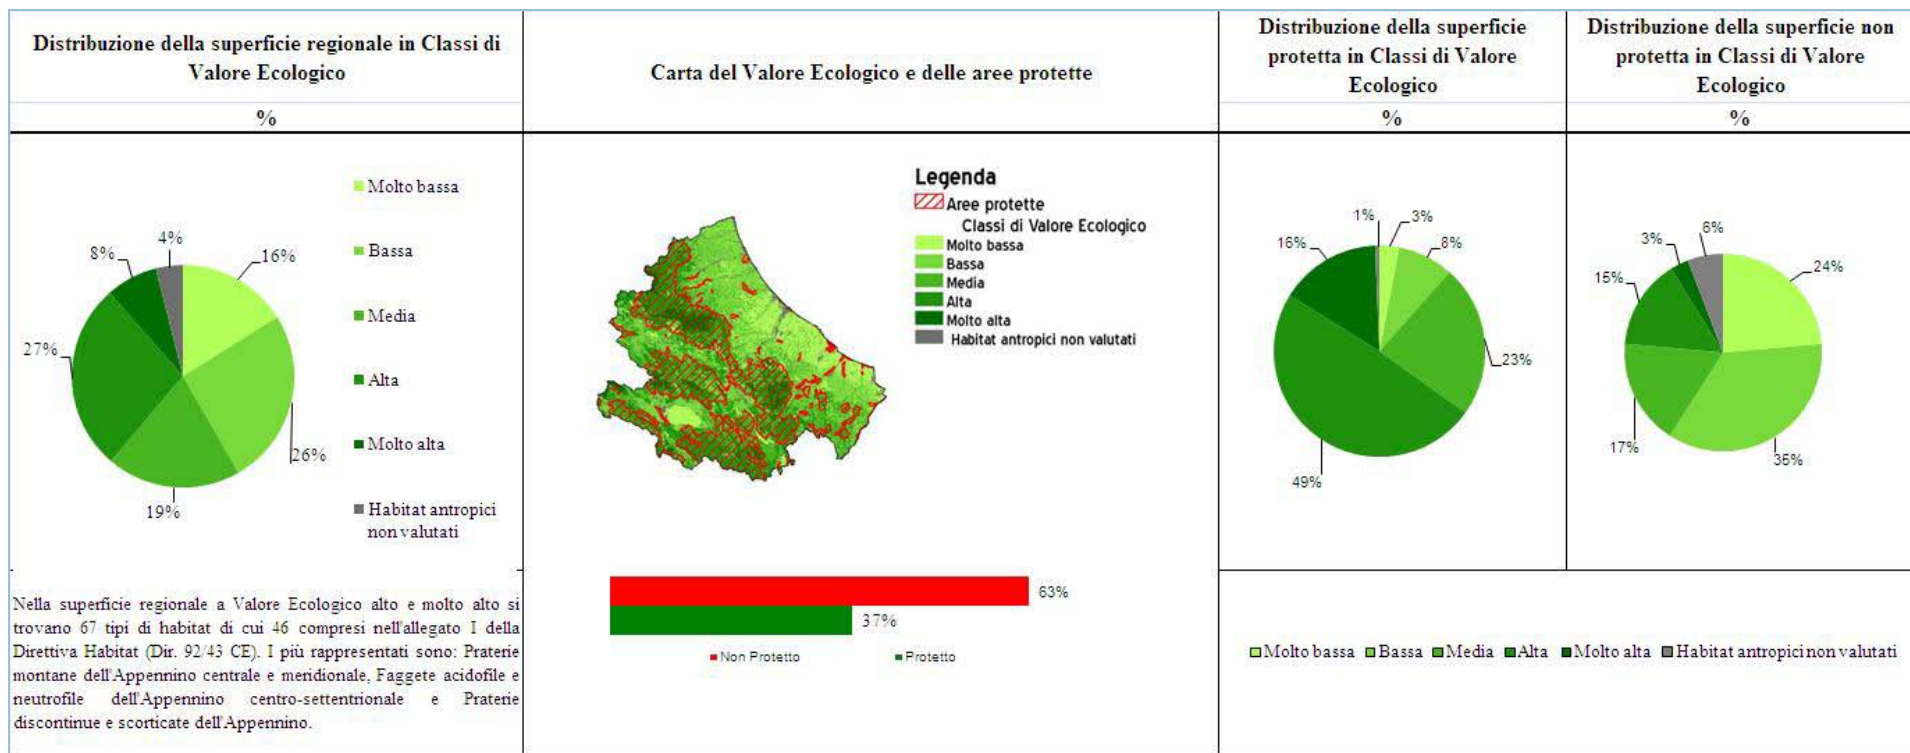 Distribuzione della superficie regionale in Classi di
Valore Ecologico
%
Carta del Valore Ecologico e delle aree protette
Distribuzione della superficie
protetta in Classi di Valore
Ecologico
%
Distribuzione della superficie non
protetta in Classi di Valore
Ecologico
%
4%
8%
16%
27%
26%
19%
Molto bassa
Bassa
Media
Alta
Molto alta
Habitat antropici
non valutati
Legenda
Aree protette
Classi di Valore Ecologico
Molto bassa
Bassa
Media
Alta
Molto alta
Habitat antropici non valutati
63%
37%
Non Protetto
Protetto
1%
3%
16%
8%
23%
49%
6%
3%
24%
15%
17%
35%
Nella superficie regionale a Valore Ecologico alto e molto alto si
trovano 67 tipi di habitat di cui 46 compresi nell'allegato I della
Direttiva Habitat (Dir. 92/43 CE). I più rappresentati sono: Praterie
montane dell'Appennino centrale e meridionale, Faggete acidofile e
neutrofile dell'Appennino centro-settentrionale e Praterie
discontinue e scorticate dell'Appennino.
Molto bassa Bassa Media Alta Molto alta Habitat antropici non valutati